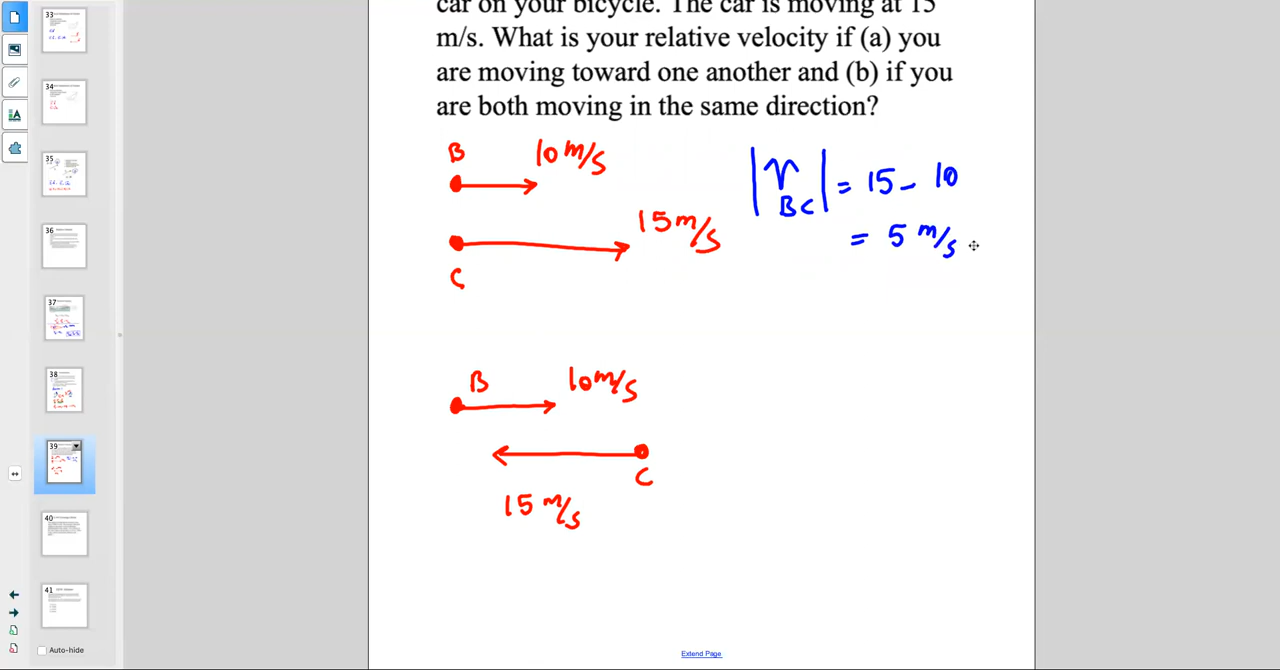 car on your bicycle. The car is moving at 15
m/s. What is your relative velocity if (a) you
are moving toward one another and (b) if you
are both moving in the same direction?
B 10 m/s
|V BC| = 15 - 10
= 5 m/s
15 m/s
C
B 10 m/s
C
15 m/s
33
34
35
36
37
38
39
40
41
Auto-hide
Extend Page